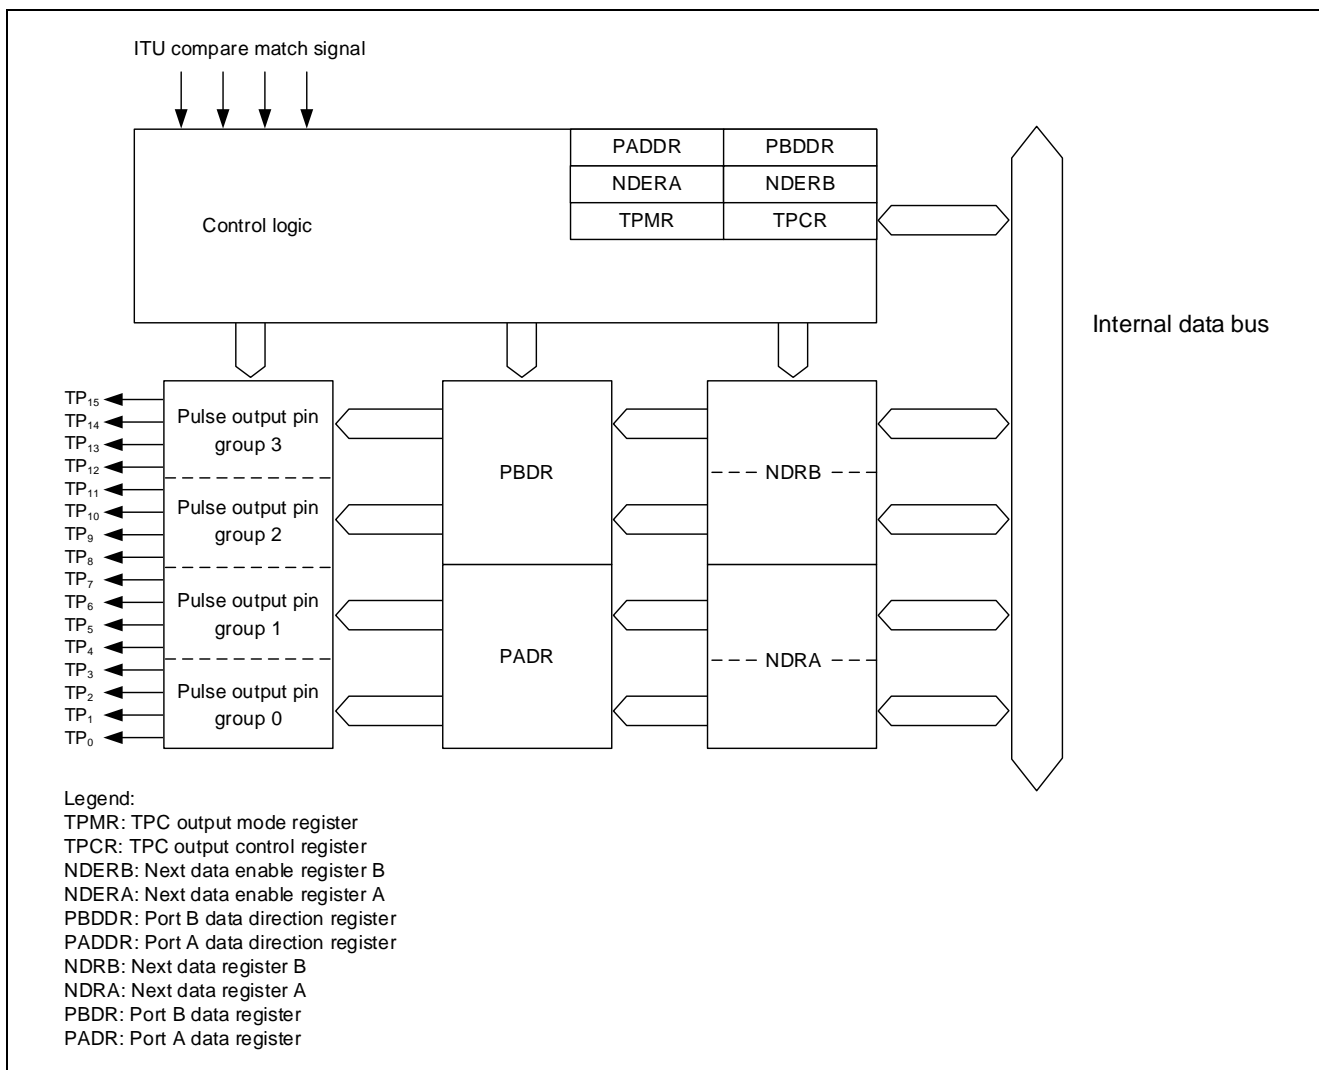 ITU compare match signal
PADDR PBDDR
NDERA NDERB
Control logic
TPMR TPCR
Internal data bus
TP15
TP14
TP13
TP12
TP11
TP10
TP9
TP8
TP7
TP6
TP5
TP4
TP3
TP2
TP1
TP0
Pulse output pin
group 3
Pulse output pin
group 2
Pulse output pin
group 1
Pulse output pin
group 0
PBDR
PADR
NDRB
NDRA
Legend:
TPMR: TPC output mode register
TPCR: TPC output control register
NDERB: Next data enable register B
NDERA: Next data enable register A
PBDDR: Port B data direction register
PADDR: Port A data direction register
NDRB: Next data register B
NDRA: Next data register A
PBDR: Port B data register
PADR: Port A data register